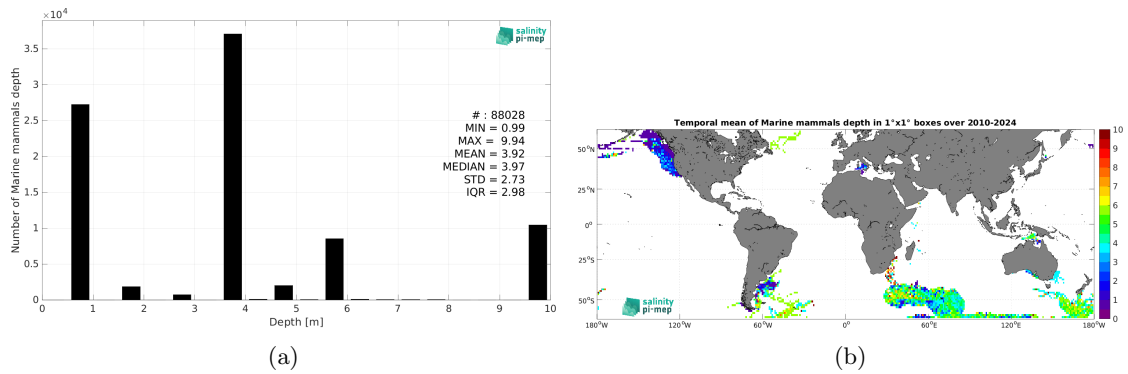 ×10⁴
salinity
pi-mep
3.5
3
2.5
2
1.5
1
0.5
0
Number of Marine mammals depth
# : 88028
MIN = 0.99
MAX = 9.94
MEAN = 3.92
MEDIAN = 3.97
STD = 2.73
IQR = 2.98
0 1 2 3 4 5 6 7 8 9 10
Depth [m]
(a)
Temporal mean of Marine mammals depth in 1°x1° boxes over 2010-2024
50°N
25°N
0°
25°S
50°S
salinity
pi-mep
180°W 120°W 60°W 0° 60°E 120°E 180°W
10
9
8
7
6
5
4
3
2
1
0
(b)